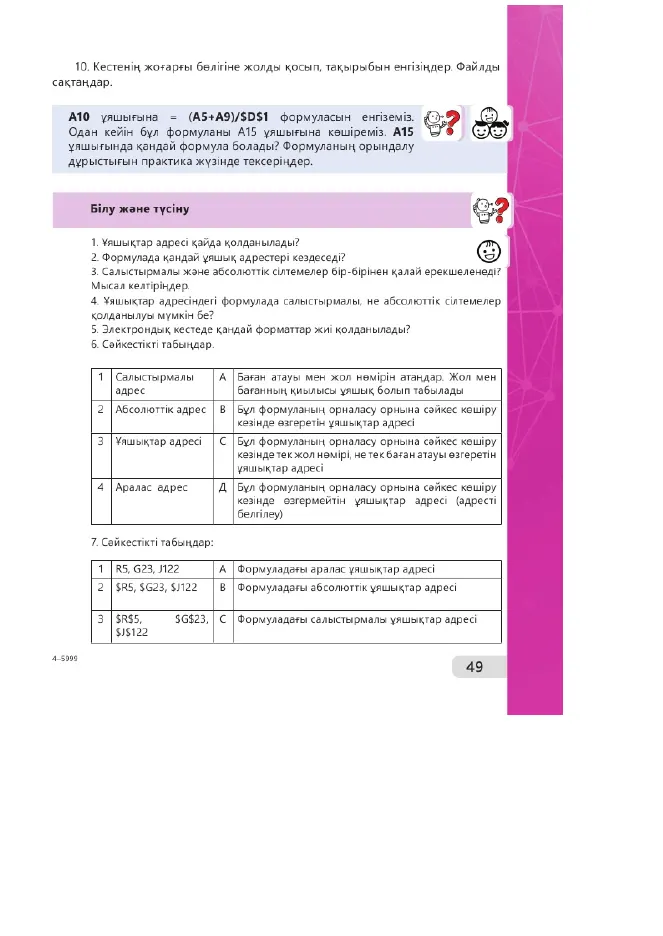 10. Кестенің жоғарғы бөлігіне жолды қосып, тақырыбын енгізіңдер. Файлды
сақтаңдар.
А10 ұяшығына = (А5+А9)/$D$1 формуласын енгіземіз.
Одан кейін бұл формуланы А15 ұяшығына көшіреміз. А15
ұяшығында қандай формула болады? Формуланың орындалу
дұрыстығын практика жүзінде тексеріңдер.
Білу және түсіну
1. Ұяшықтар адресі қайда қолданылады?
2. Формулада қандай ұяшық адрестері кездеседі?
3. Салыстырмалы және абсолюттік сілтемелер бір-бірінен қалай ерекшеленеді?
Мысал келтіріңдер.
4. Ұяшықтар адресіндегі формулада салыстырмалы, не абсолюттік сілтемелер
қолданылуы мүмкін бе?
5. Электрондық кестеде қандай форматтар жиі қолданылады?
6. Сәйкестікті табыңдар.
1 Салыстырмалы А Баған атауы мен жол нөмірін атаңдар. Жол мен
адрес бағанның қиылысы ұяшық болып табылады
2 Абсолюттік адрес В Бұл формуланың орналасу орнына сәйкес көшіру
кезінде өзгеретін ұяшықтар адресі
3 Ұяшықтар адресі С Бұл формуланың орналасу орнына сәйкес көшіру
кезінде тек жол нөмірі, не тек баған атауы өзгеретін
ұяшықтар адресі
4 Аралас адрес Д Бұл формуланың орналасу орнына сәйкес көшіру
кезінде өзгермейтін ұяшықтар адресі (адресті
белгілеу)
7. Сәйкестікті табыңдар:
1 R5, G23, J122 А Формуладағы аралас ұяшықтар адресі
2 $R5, $G23, $J122 В Формуладағы абсолюттік ұяшықтар адресі
3 $R$5, $G$23, С Формуладағы салыстырмалы ұяшықтар адресі
$J$122
4–5999
49